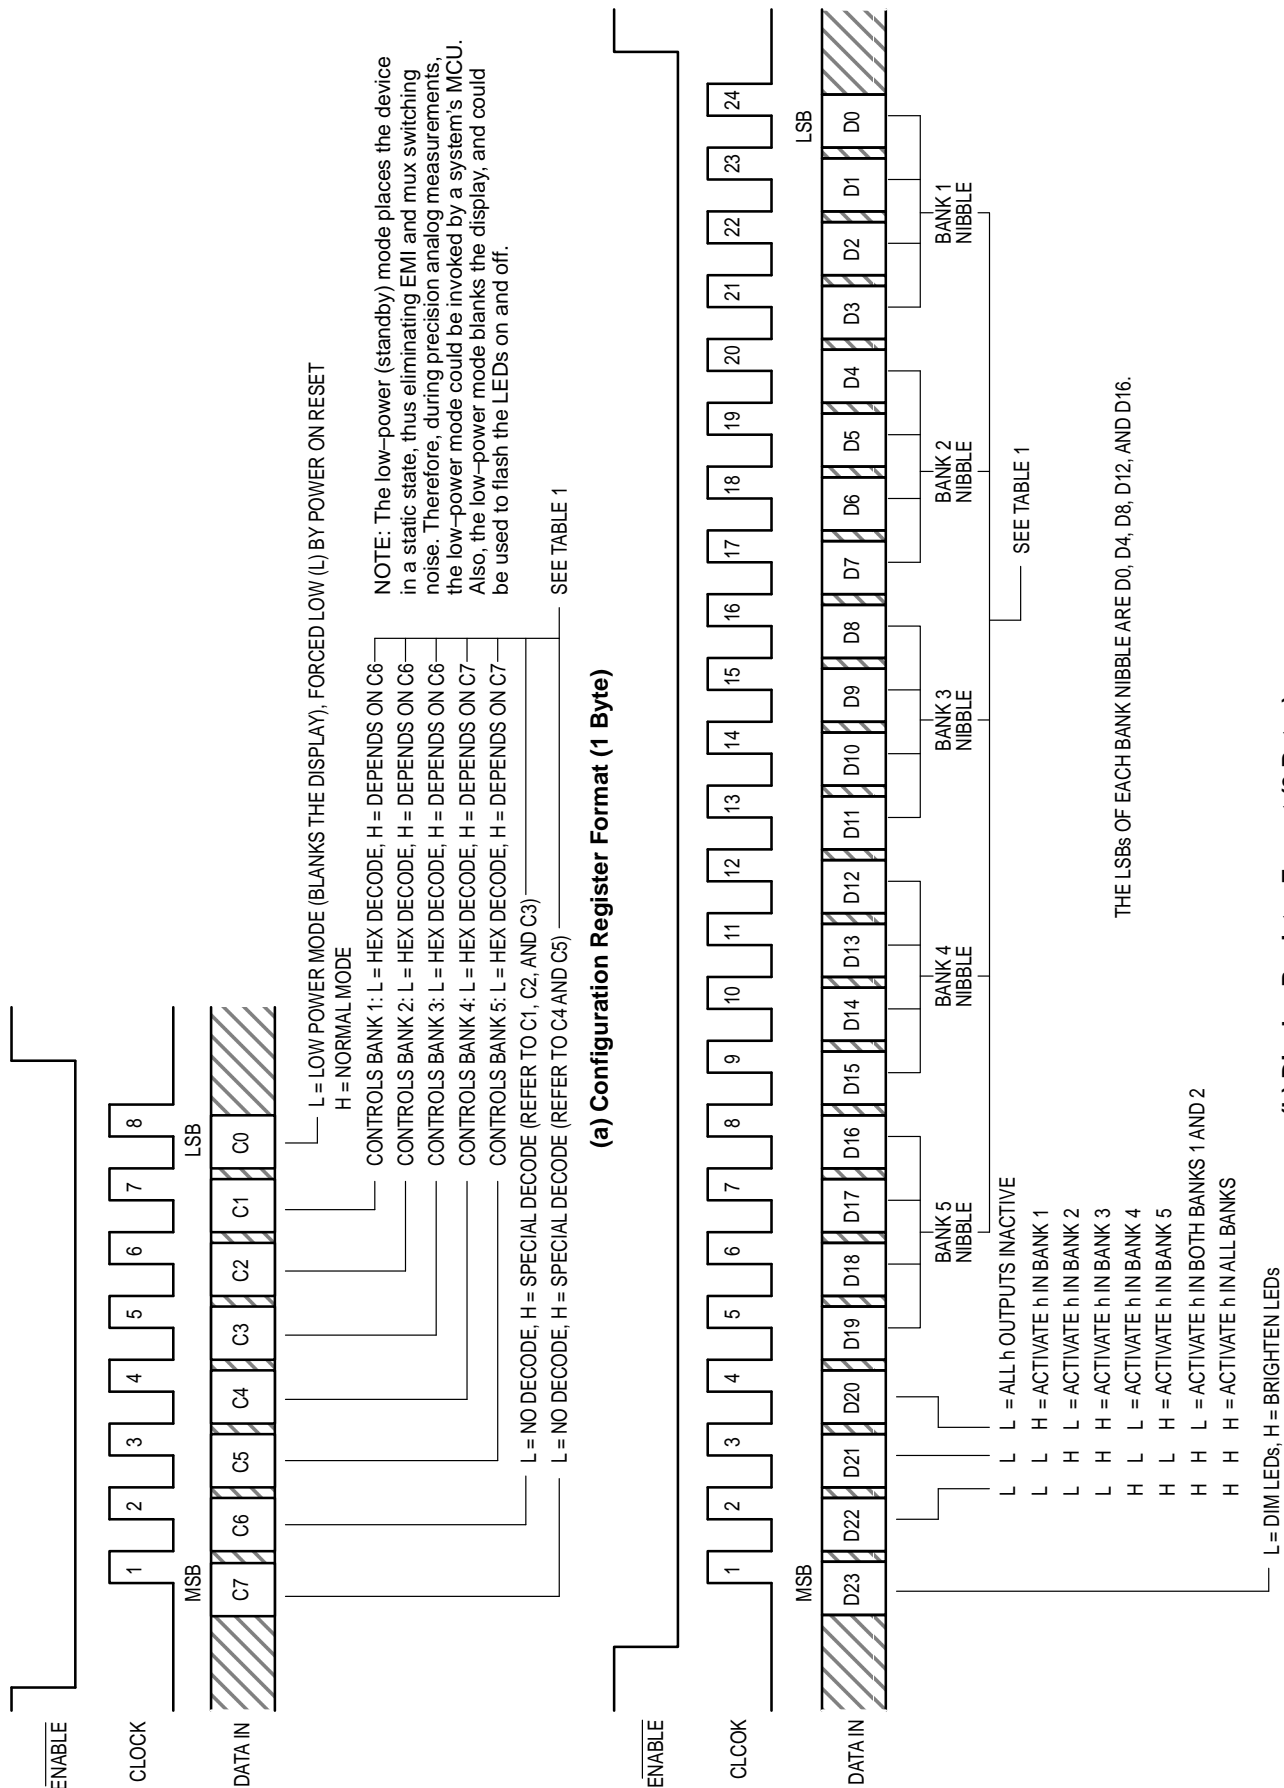 ENABLE
CLOCK
1 2 3 4 5 6 7 8
MSB LSB
DATA IN
C7 C6 C5 C4 C3 C2 C1 C0
L = LOW POWER MODE (BLANKS THE DISPLAY), FORCED LOW (L) BY POWER ON RESET
H = NORMAL MODE
CONTROLS BANK 1: L = HEX DECODE, H = DEPENDS ON C6
CONTROLS BANK 2: L = HEX DECODE, H = DEPENDS ON C6
CONTROLS BANK 3: L = HEX DECODE, H = DEPENDS ON C6
CONTROLS BANK 4: L = HEX DECODE, H = DEPENDS ON C7
CONTROLS BANK 5: L = HEX DECODE, H = DEPENDS ON C7
L = NO DECODE, H = SPECIAL DECODE (REFER TO C1, C2, AND C3)
L = NO DECODE, H = SPECIAL DECODE (REFER TO C4 AND C5)
SEE TABLE 1
NOTE: The low–power (standby) mode places the device
in a static state, thus eliminating EMI and mux switching
noise. Therefore, during precision analog measurements,
the low–power mode could be invoked by a system's MCU.
Also, the low–power mode blanks the display, and could
be used to flash the LEDs on and off.
(a) Configuration Register Format (1 Byte)
ENABLE
CLCOK
1 2 3 4 5 6 7 8 9 10 11 12 13 14 15 16 17 18 19 20 21 22 23 24
MSB LSB
DATA IN
D23 D22 D21 D20 D19 D18 D17 D16 D15 D14 D13 D12 D11 D10 D9 D8 D7 D6 D5 D4 D3 D2 D1 D0
BANK 5 BANK 4 BANK 3 BANK 2 BANK 1
NIBBLE NIBBLE NIBBLE NIBBLE NIBBLE
SEE TABLE 1
L L L = ALL h OUTPUTS INACTIVE
L L H = ACTIVATE h IN BANK 1
L H L = ACTIVATE h IN BANK 2
L H H = ACTIVATE h IN BANK 3
H L L = ACTIVATE h IN BANK 4
H L H = ACTIVATE h IN BANK 5
H H L = ACTIVATE h IN BOTH BANKS 1 AND 2
H H H = ACTIVATE h IN ALL BANKS
THE LSBs OF EACH BANK NIBBLE ARE D0, D4, D8, D12, AND D16.
L = DIM LEDs, H = BRIGHTEN LEDs